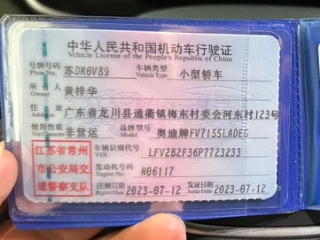 中华人民共和国机动车行驶证
Vehicle License of the People's Republic of China
号牌号码 Plate No. 苏DK6V89 车辆类型 Vehicle Type 小型轿车
所有人 Owner 黄梓华
住址 Address 广东省龙川县通衢镇梅东村委会河东村123号
使用性质 非营运 品牌型号 Model 奥迪牌FV7155LADEG
江苏省常州市公安局交通警察支队
车辆识别代号 VIN LFV2B2F36P7723233
发动机号码 Engine No. W06117
注册日期 2023-07-12 发证日期 2023-07-12